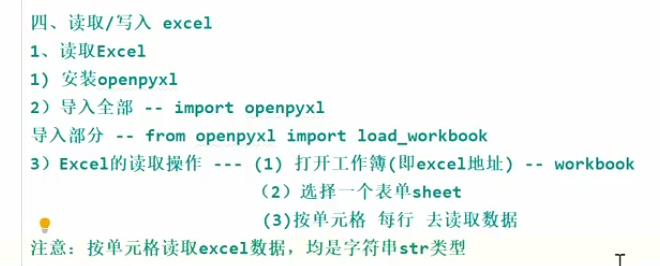 四、读取/写入 excel
1、读取Excel
1) 安装openpyxl
2）导入全部 -- import openpyxl
导入部分 -- from openpyxl import load_workbook
3）Excel的读取操作 --- (1) 打开工作簿(即excel地址) -- workbook
（2）选择一个表单sheet
(3)按单元格 每行 去读取数据
注意：按单元格读取excel数据，均是字符串str类型